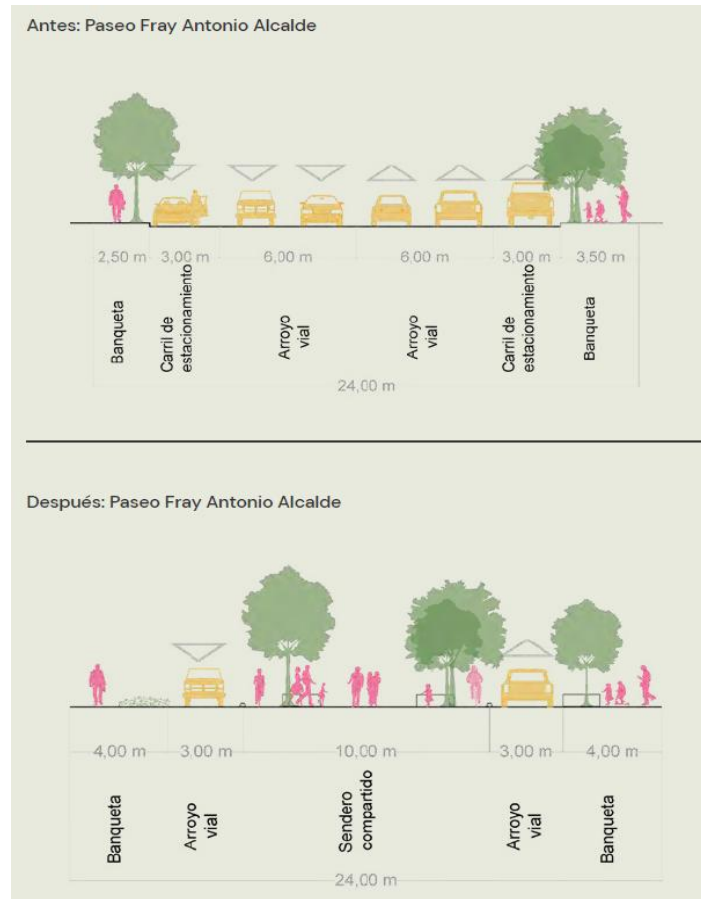 Antes: Paseo Fray Antonio Alcalde
2,50 m
3,00 m
6,00 m
6,00 m
3,00 m
3,50 m
Banqueta
Carril de
estacionamiento
Arroyo
vial
Arroyo
vial
Carril de
estacionamiento
Banqueta
24,00 m
Después: Paseo Fray Antonio Alcalde
4,00 m
3,00 m
10,00 m
3,00 m
4,00 m
Banqueta
Arroyo
vial
Sendero
compartido
Arroyo
vial
Banqueta
24,00 m